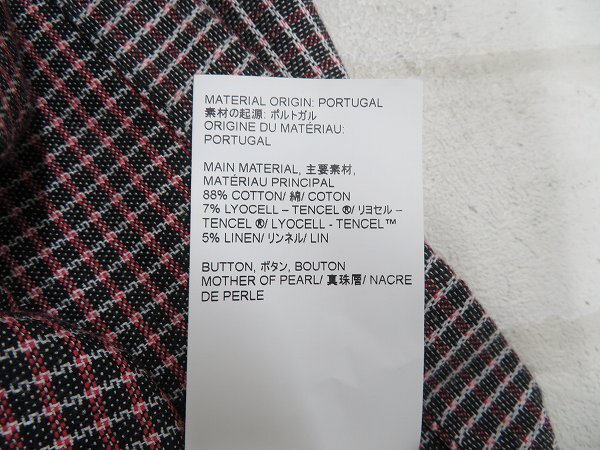 MATERIAL ORIGIN: PORTUGAL
素材の起源: ポルトガル
ORIGINE DU MATÉRIAU:
PORTUGAL
MAIN MATERIAL, 主要素材,
MATÉRIAU PRINCIPAL
88% COTTON/ 綿/ COTON
7% LYOCELL – TENCEL ®/ リヨセル –
TENCEL ®/ LYOCELL - TENCEL™
5% LINEN/ リンネル/ LIN
BUTTON, ボタン, BOUTON
MOTHER OF PEARL/ 真珠層/ NACRE
DE PERLE